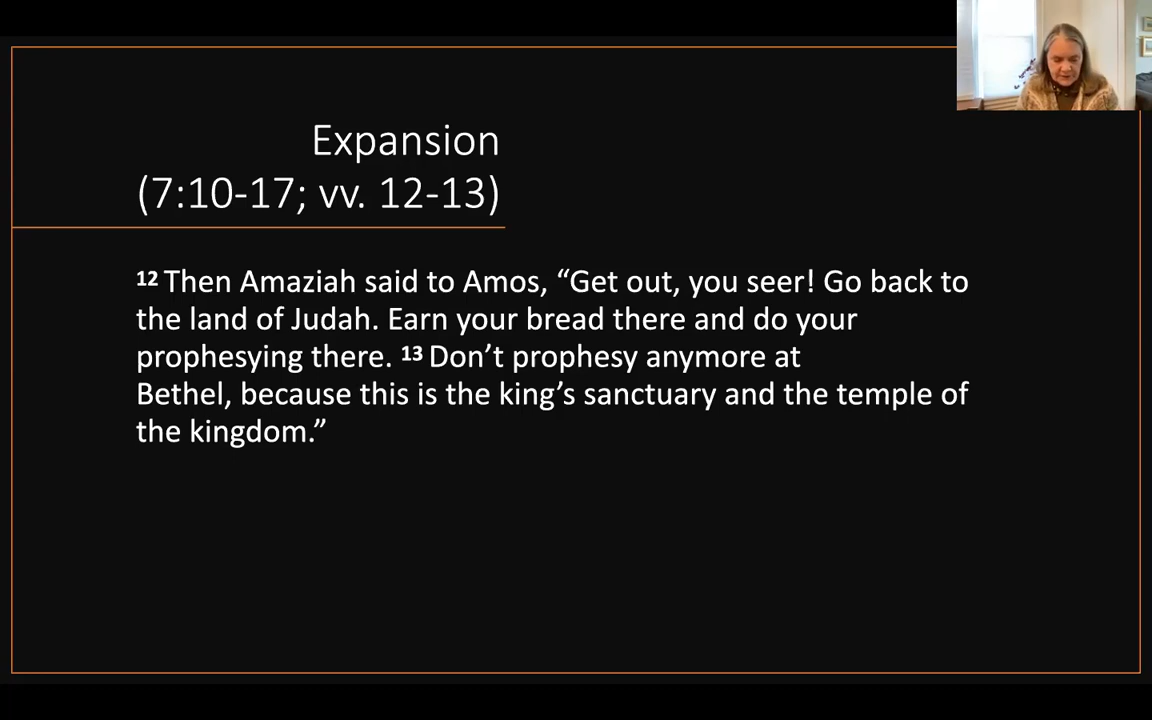 Expansion
(7:10-17; vv. 12-13)
12 Then Amaziah said to Amos, “Get out, you seer! Go back to
the land of Judah. Earn your bread there and do your
prophesying there. 13 Don’t prophesy anymore at
Bethel, because this is the king’s sanctuary and the temple of
the kingdom.”